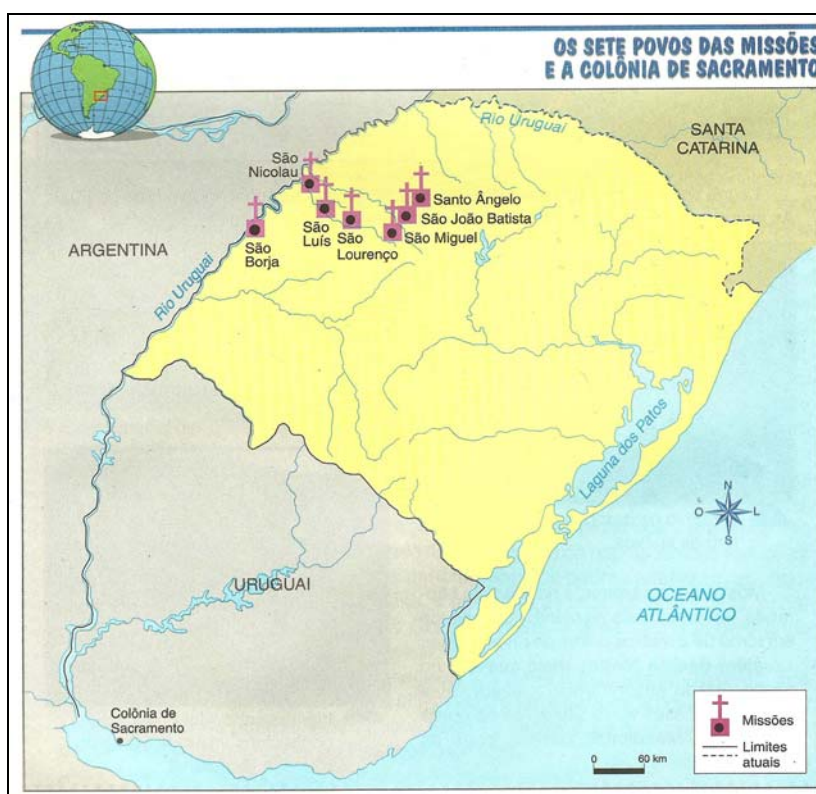 OS SETE POVOS DAS MISSÕES
E A COLÔNIA DE SACRAMENTO
Rio Uruguai
SANTA
CATARINA
São
Nicolau
Santo Ângelo
São João Batista
São Miguel
São
Luís
São
Lourenço
São
Borja
ARGENTINA
Rio Uruguai
Laguna dos Patos
N
O
L
S
URUGUAI
OCEANO
ATLÂNTICO
Colônia de
Sacramento
Missões
Limites
atuais
0 60 km